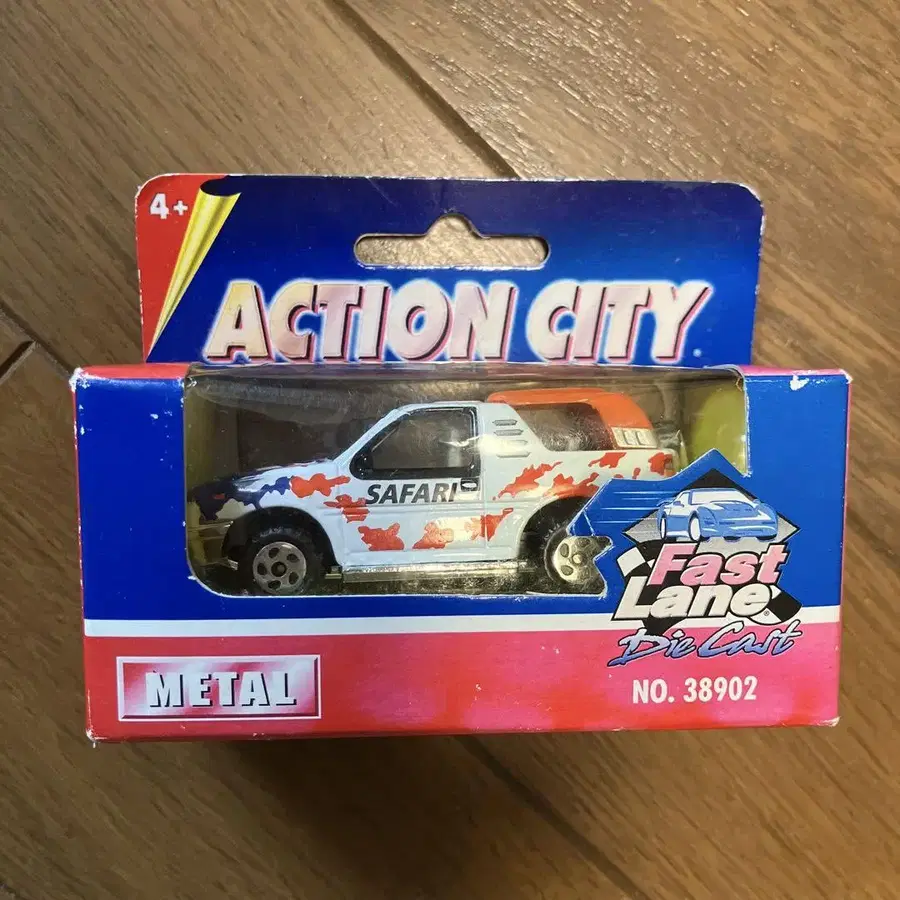 4+
ACTION CITY
SAFARI
Fast
Lane®
Die Cast
METAL
NO. 38902